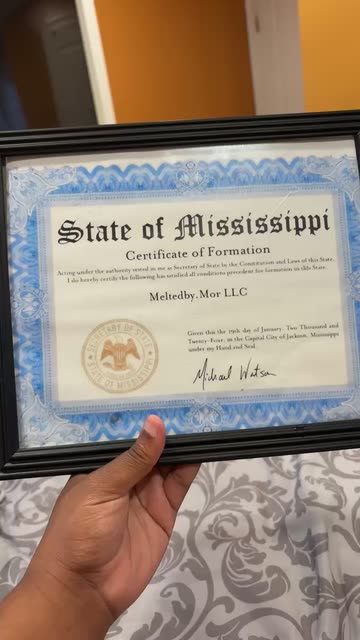 State of Mississippi
Certificate of Formation
Acting under the authority vested in me as Secretary of State by the Constitution and Laws of this State,
I do hereby certify the following has satisfied all conditions precedent for formation in this State.
Meltedby.Mor LLC
Given this the 29th day of January, Two Thousand and
Twenty-Four, in the Capital City of Jackson, Mississippi
under my Hand and Seal.
SECRETARY OF STATE
STATE OF MISSISSIPPI
Michael Watson